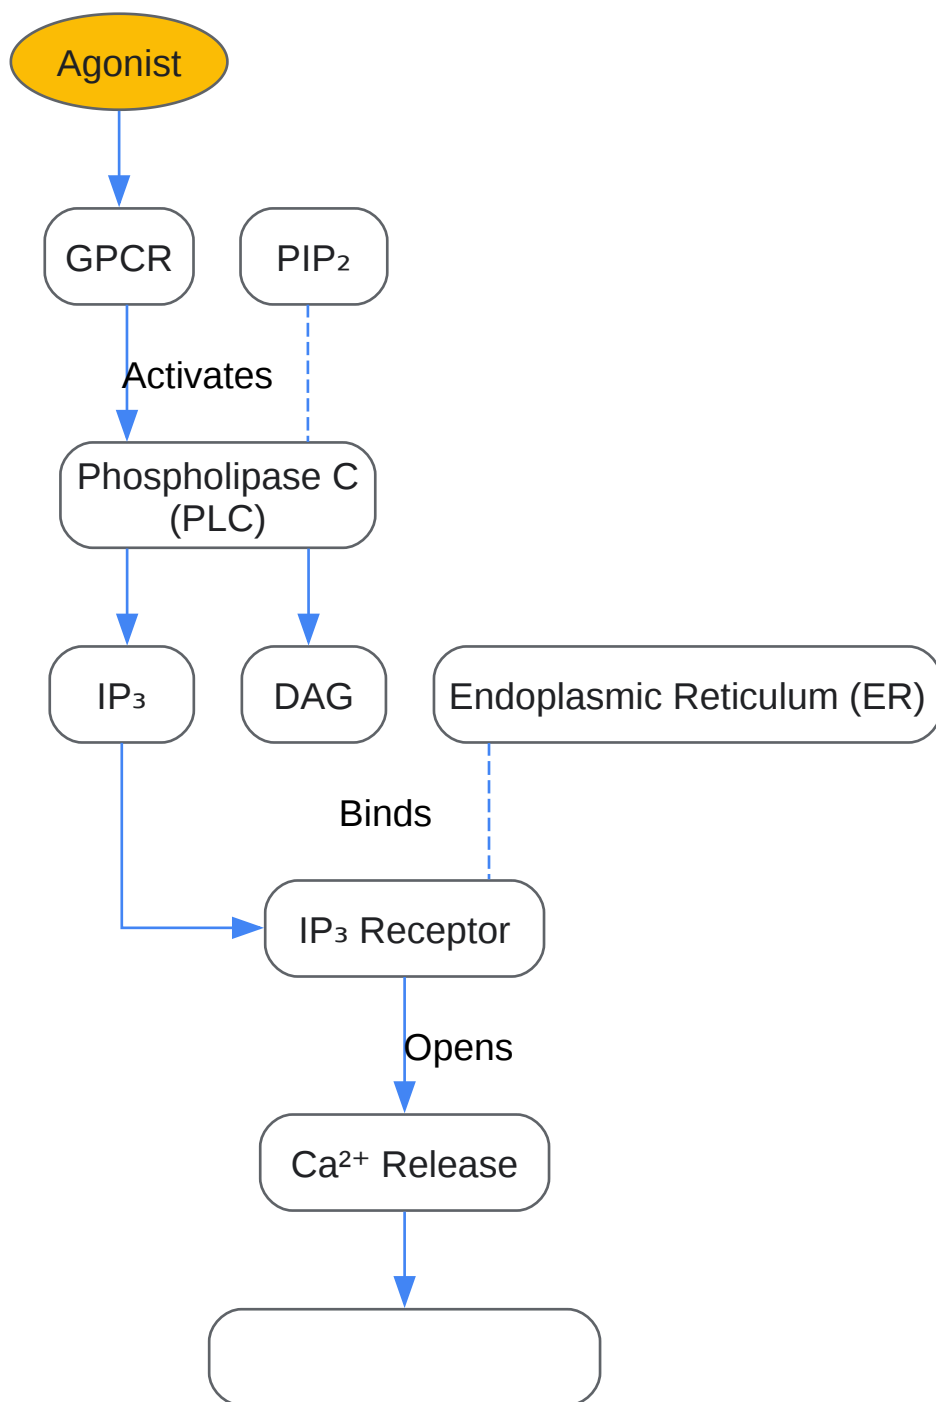 Agonist
GPCR
PIP₂
Activates
Phospholipase C
(PLC)
IP₃
DAG
Endoplasmic Reticulum (ER)
Binds
IP₃ Receptor
Opens
Ca²⁺ Release